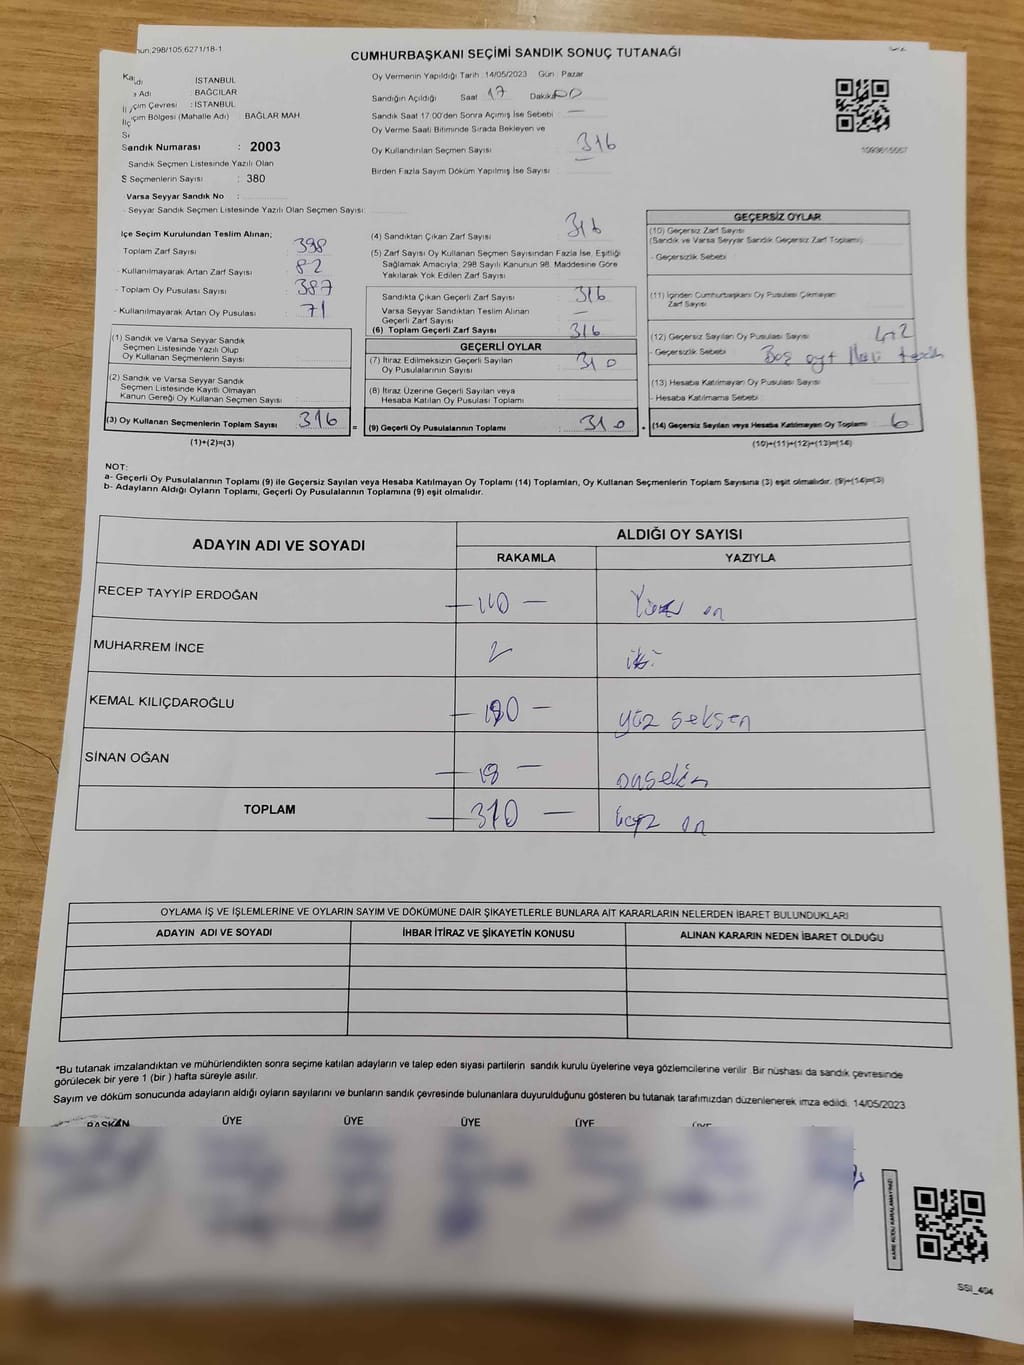 298/105;6271/18-1
CUMHURBAŞKANI SEÇİMİ SANDIK SONUÇ TUTANAĞI
Oy Vermenin Yapıldığı Tarih :14/05/2023 Gün : Pazar
Sandığın Açıldığı Saat 17 Dakika 00
Sandık Saat 17:00'den Sonra Açımış İse Sebebi —
Oy Verme Saati Bitiminde Sırada Bekleyen ve
Oy Kullandırılan Seçmen Sayısı 316
Birden Fazla Sayım Döküm Yapılmış İse Sayısı
: İSTANBUL
Adı : BAĞCILAR
Seçim Çevresi : İSTANBUL
Seçim Bölgesi (Mahalle Adı) : BAĞLAR MAH.
Sandık Numarası : 2003
Sandık Seçmen Listesinde Yazılı Olan
Seçmenlerin Sayısı : 380
Varsa Seyyar Sandık No :
Seyyar Sandık Seçmen Listesinde Yazılı Olan Seçmen Sayısı:
İlçe Seçim Kurulundan Teslim Alınan;
Toplam Zarf Sayısı : 398
- Kullanılmayarak Artan Zarf Sayısı : 82
- Toplam Oy Pusulası Sayısı : 387
- Kullanılmayarak Artan Oy Pusulası : 71
(1) Sandık ve Varsa Seyyar Sandık
Seçmen Listesinde Yazılı Olup
Oy Kullanan Seçmenlerin Sayısı
(2) Sandık ve Varsa Seyyar Sandık
Seçmen Listesinde Kayıtlı Olmayan
Kanun Gereği Oy Kullanan Seçmen Sayısı :
(3) Oy Kullanan Seçmenlerin Toplam Sayısı : 316
(1)+(2)=(3)
(4) Sandıktan Çıkan Zarf Sayısı 316
(5) Zarf Sayısı Oy Kullanan Seçmen Sayısından Fazla İse, Eşitliği
Sağlamak Amacıyla; 298 Sayılı Kanunun 98. Maddesine Göre
Yakılarak Yok Edilen Zarf Sayısı
Sandıkta Çıkan Geçerli Zarf Sayısı 316
Varsa Seyyar Sandıktan Teslim Alınan
Geçerli Zarf Sayısı —
(6) Toplam Geçerli Zarf Sayısı 316
GEÇERLİ OYLAR
(7) İtiraz Edilmeksizin Geçerli Sayılan
Oy Pusulalarının Sayısı : 310
(8) İtiraz Üzerine Geçerli Sayılan veya
Hesaba Katılan Oy Pusulası Toplamı
= (9) Geçerli Oy Pusulalarının Toplamı : 310
GEÇERSİZ OYLAR
(10) Geçersiz Zarf Sayısı
(Sandık ve Varsa Seyyar Sandık Geçersiz Zarf Toplamı)
- Geçersizlik Sebebi
(11) İçinden Cumhurbaşkanı Oy Pusulası Çıkmayan
Zarf Sayısı
(12) Geçersiz Sayılan Oy Pusulası Sayısı
- Geçersizlik Sebebi : Boş
(13) Hesaba Katılmayan Oy Pusulası Sayısı
- Hesaba Katılmama Sebebi
+ (14) Geçersiz Sayılan veya Hesaba Katılmayan Oy Toplamı 6
(10)+(11)+(12)+(13)=(14)
NOT:
a- Geçerli Oy Pusulalarının Toplamı (9) ile Geçersiz Sayılan veya Hesaba Katılmayan Oy Toplamı (14) Toplamları, Oy Kullanan Seçmenlerin Toplam Sayısına (3) eşit olmalıdır. (9)+(14)=(3)
b- Adayların Aldığı Oyların Toplamı, Geçerli Oy Pusulalarının Toplamına (9) eşit olmalıdır.
ADAYIN ADI VE SOYADI ALDIĞI OY SAYISI
RAKAMLA YAZIYLA
RECEP TAYYİP ERDOĞAN — 110 — Yüz on
MUHARREM İNCE 2 iki
KEMAL KILIÇDAROĞLU — 180 — yüz seksen
SİNAN OĞAN — 18 — onsekiz
TOPLAM — 310 — üçyüz on
OYLAMA İŞ VE İŞLEMLERİNE VE OYLARIN SAYIM VE DÖKÜMÜNE DAİR ŞİKAYETLERLE BUNLARA AİT KARARLARIN NELERDEN İBARET BULUNDUKLARI
ADAYIN ADI VE SOYADI İHBAR İTİRAZ VE ŞİKAYETİN KONUSU ALINAN KARARIN NEDEN İBARET OLDUĞU
*Bu tutanak imzalandıktan ve mühürlendikten sonra seçime katılan adayların ve talep eden siyasi partilerin sandık kurulu üyelerine veya gözlemcilerine verilir. Bir nüshası da sandık çevresinde
görülecek bir yere 1 (bir ) hafta süreyle asılır.
Sayım ve döküm sonucunda adayların aldığı oyların sayılarını ve bunların sandık çevresinde bulunanlara duyurulduğunu gösteren bu tutanak tarafımızdan düzenlenerek imza edildi. 14/05/2023
BAŞKAN ÜYE ÜYE ÜYE ÜYE ÜYE
KARE KODU KARALAMAYINIZ!
SSİ_404